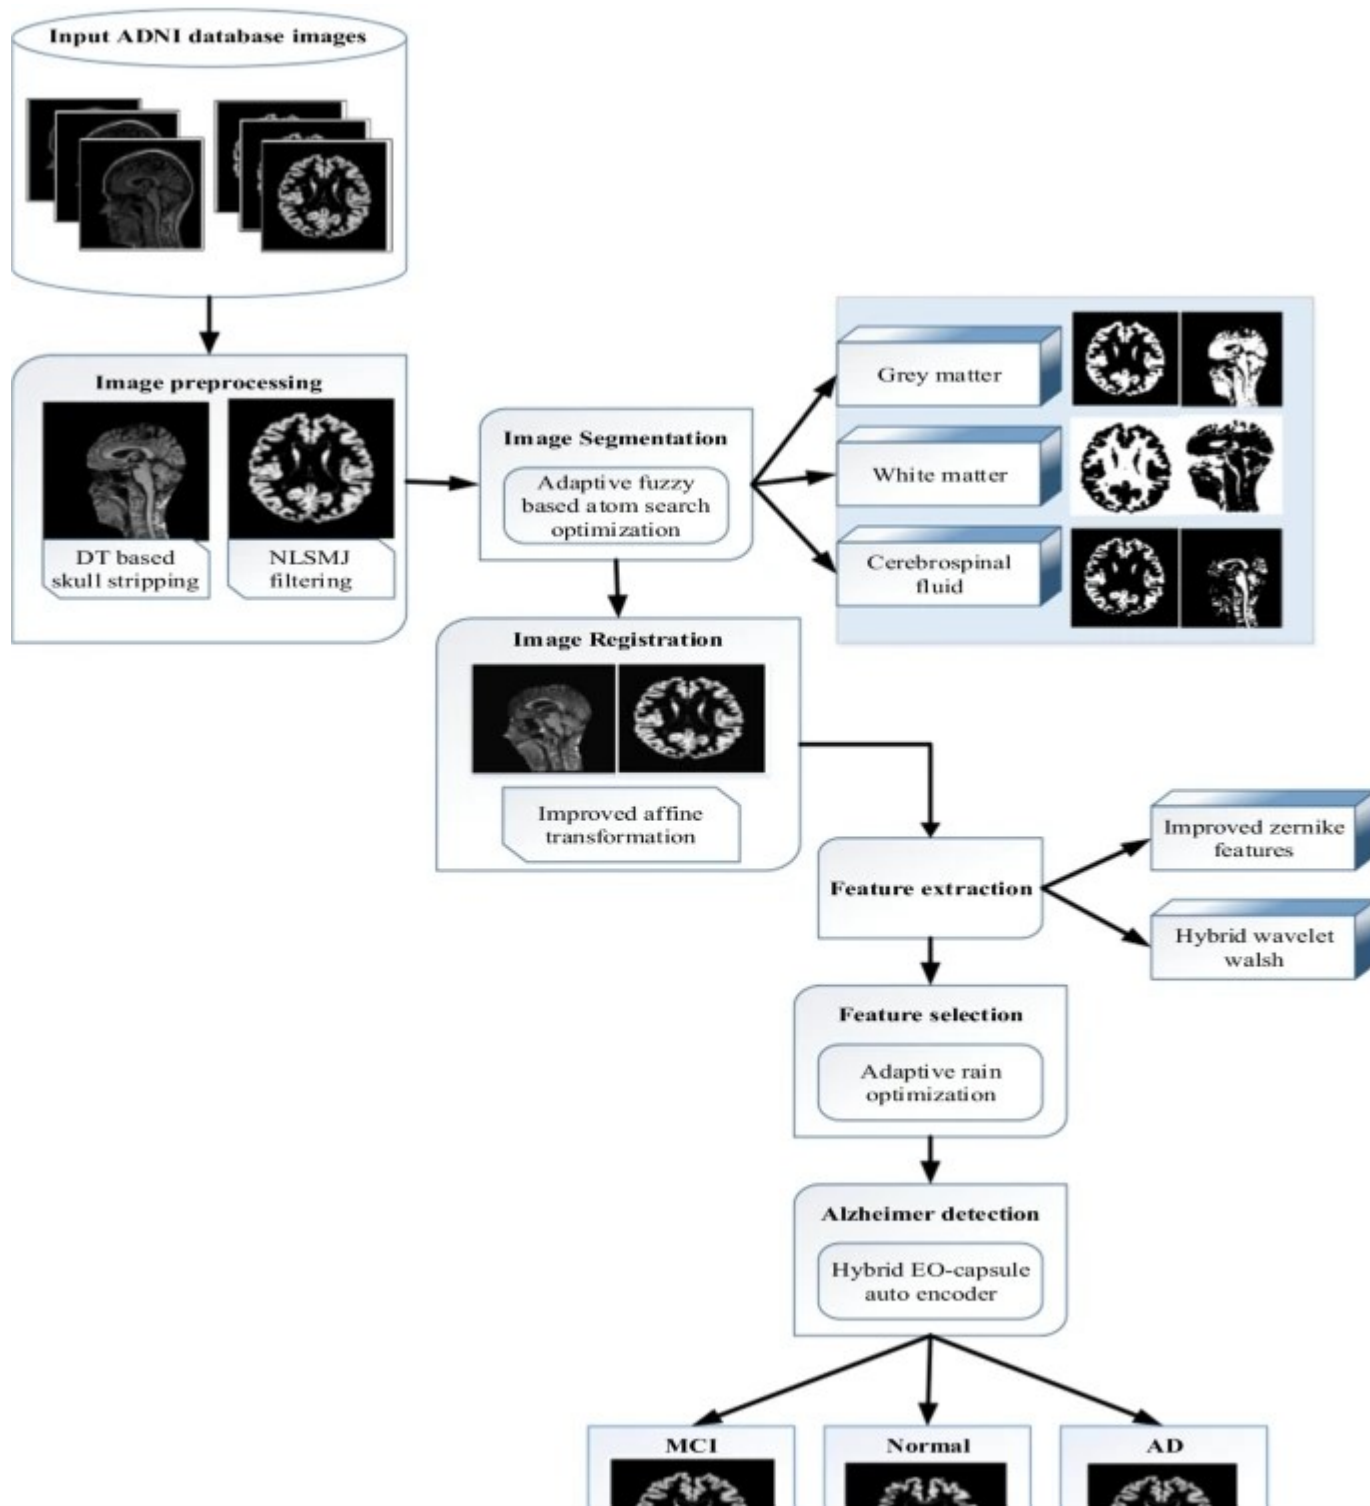 Input ADNI database images
Image preprocessing
DT based
skull stripping
NLSMJ
filtering
Image Segmentation
Adaptive fuzzy
based atom search
optimization
Grey matter
White matter
Cerebrospinal
fluid
Image Registration
Improved affine
transformation
Feature extraction
Improved zernike
features
Hybrid wavelet
walsh
Feature selection
Adaptive rain
optimization
Alzheimer detection
Hybrid EO-capsule
auto encoder
MCI
Normal
AD